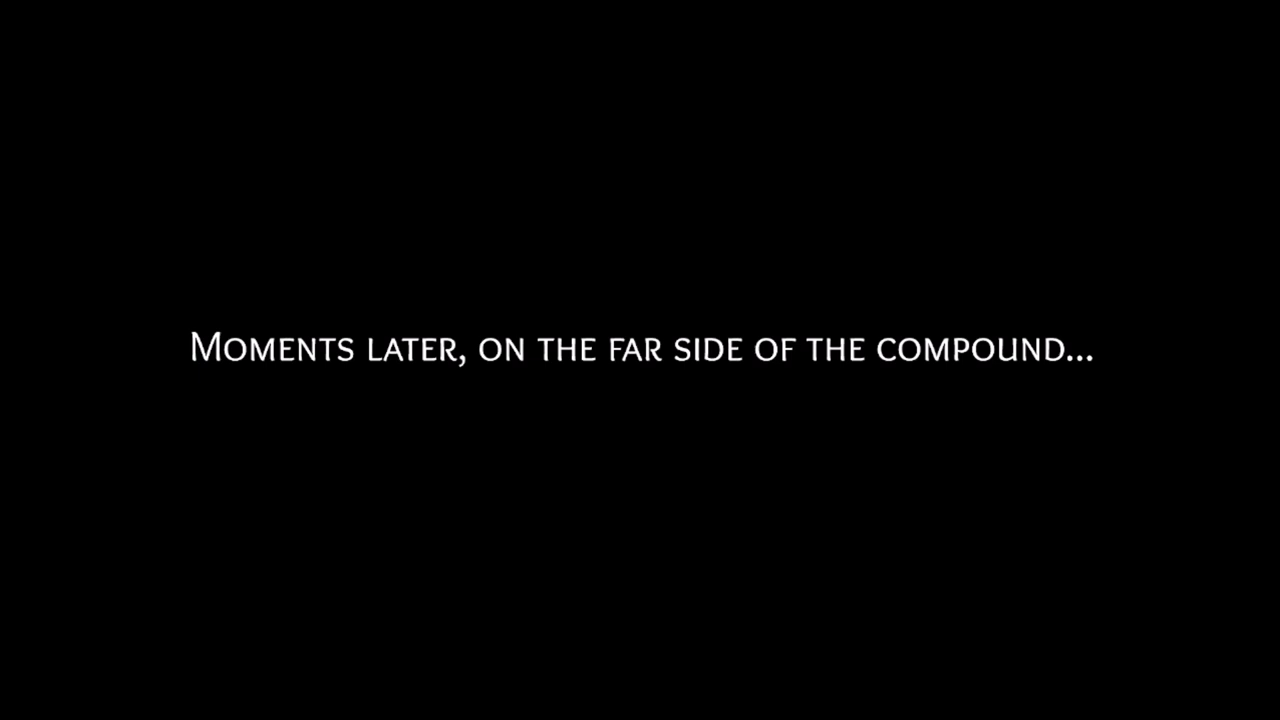 Moments later, on the far side of the compound...